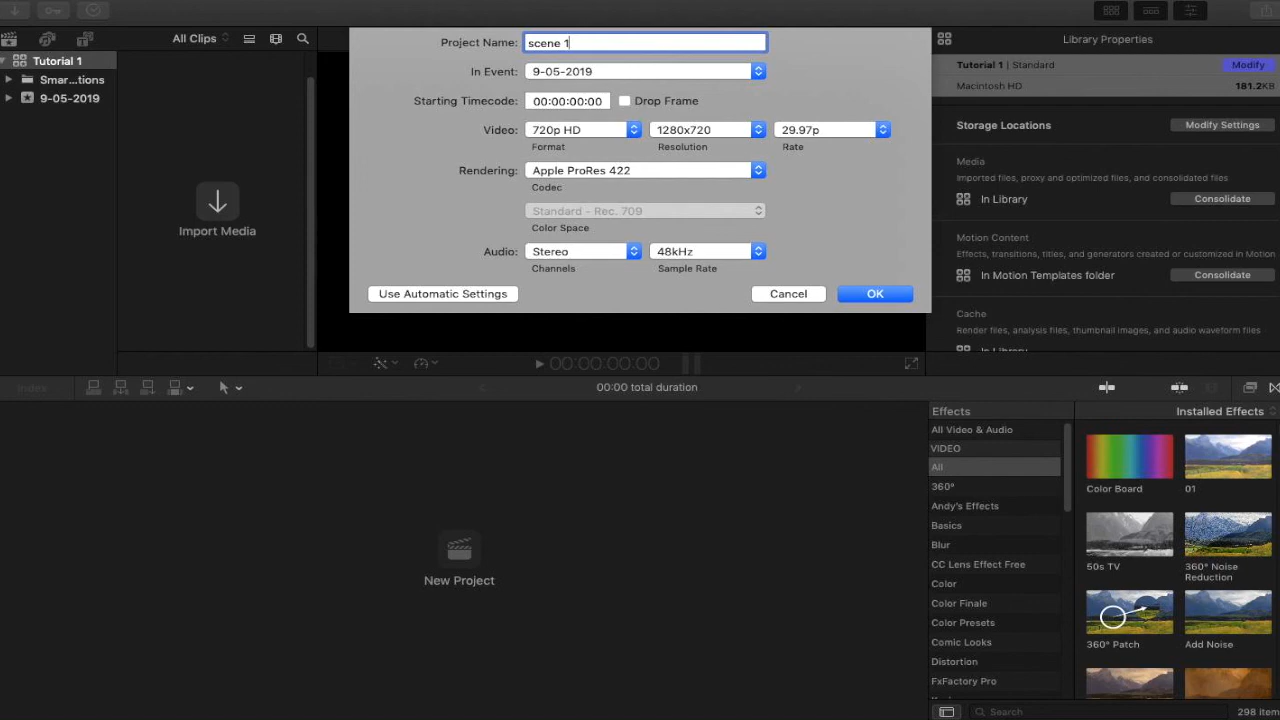 All Clips
Tutorial 1
Smar...tions
9-05-2019
Import Media
Project Name: scene 1
In Event: 9-05-2019
Starting Timecode: 00:00:00:00 Drop Frame
Video: 720p HD 1280x720 29.97p
Format Resolution Rate
Rendering: Apple ProRes 422
Codec
Standard - Rec. 709
Color Space
Audio: Stereo 48kHz
Channels Sample Rate
Use Automatic Settings Cancel OK
Library Properties
Tutorial 1 | Standard Modify
Macintosh HD 181.2KB
Storage Locations Modify Settings
Media
Imported files, proxy and optimized files, and consolidated files
In Library Consolidate
Motion Content
Effects, transitions, titles, and generators created or customized in Motion
In Motion Templates folder Consolidate
Cache
Render files, analysis files, thumbnail images, and audio waveform files
In Library
00:00:00:00
Index
00:00 total duration
New Project
Effects Installed Effects
All Video & Audio
VIDEO
All
360°
Andy's Effects
Basics
Blur
CC Lens Effect Free
Color
Color Finale
Color Presets
Comic Looks
Distortion
FxFactory Pro
Color Board
01
50s TV
360° Noise
Reduction
360° Patch
Add Noise
Search
298 item